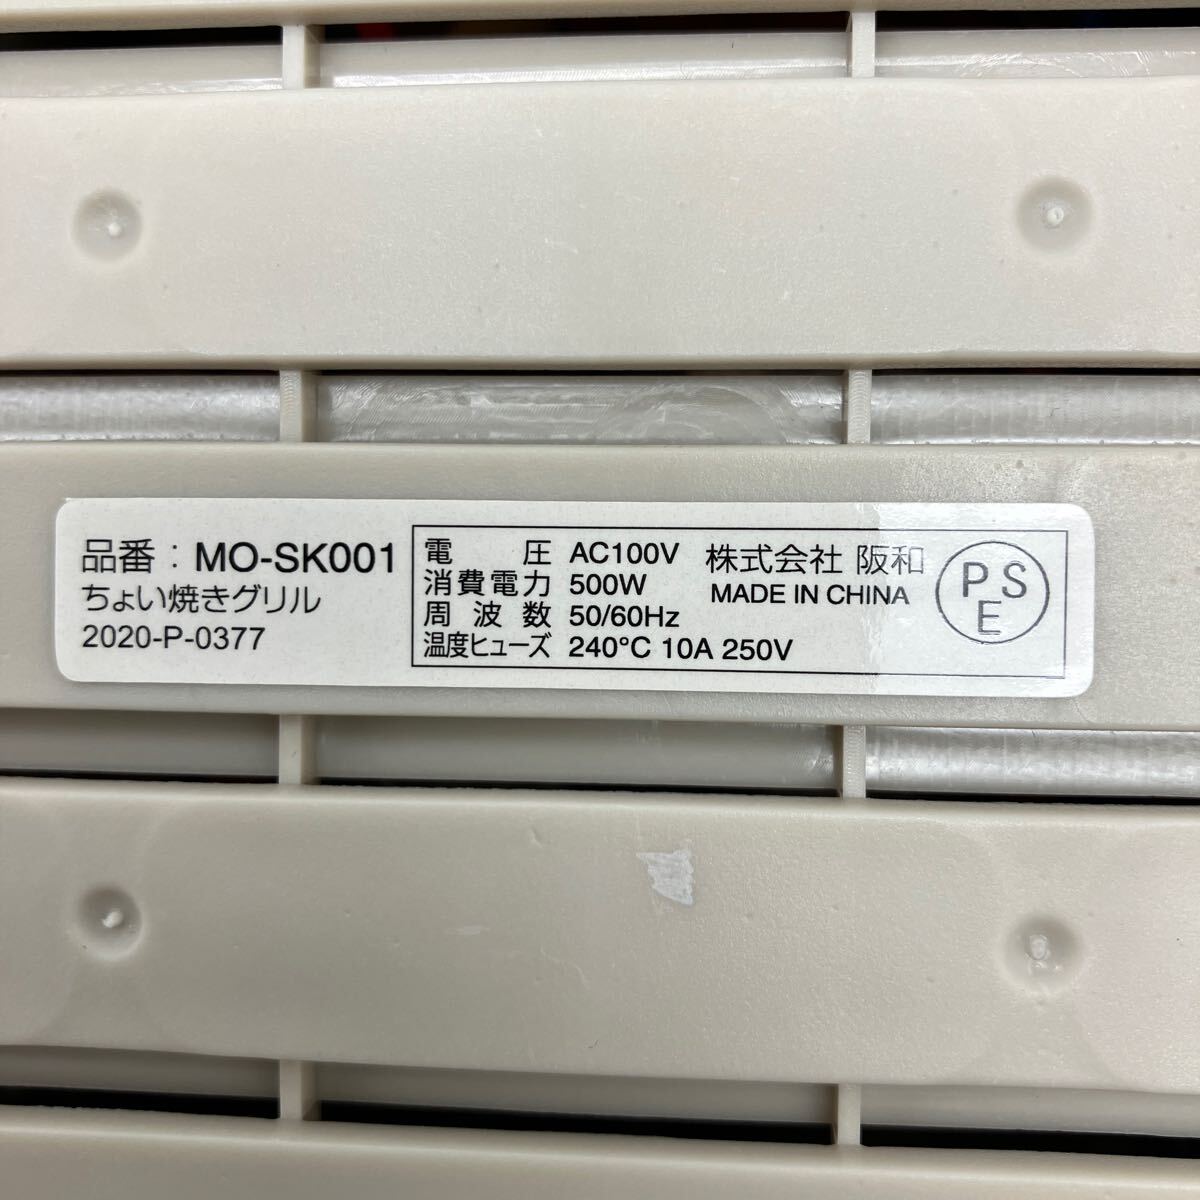 品番：MO-SK001
ちょい焼きグリル
2020-P-0377
電圧 AC100V
消費電力 500W
周波数 50/60Hz
温度ヒューズ 240°C 10A 250V
株式会社 阪和
MADE IN CHINA
PSE